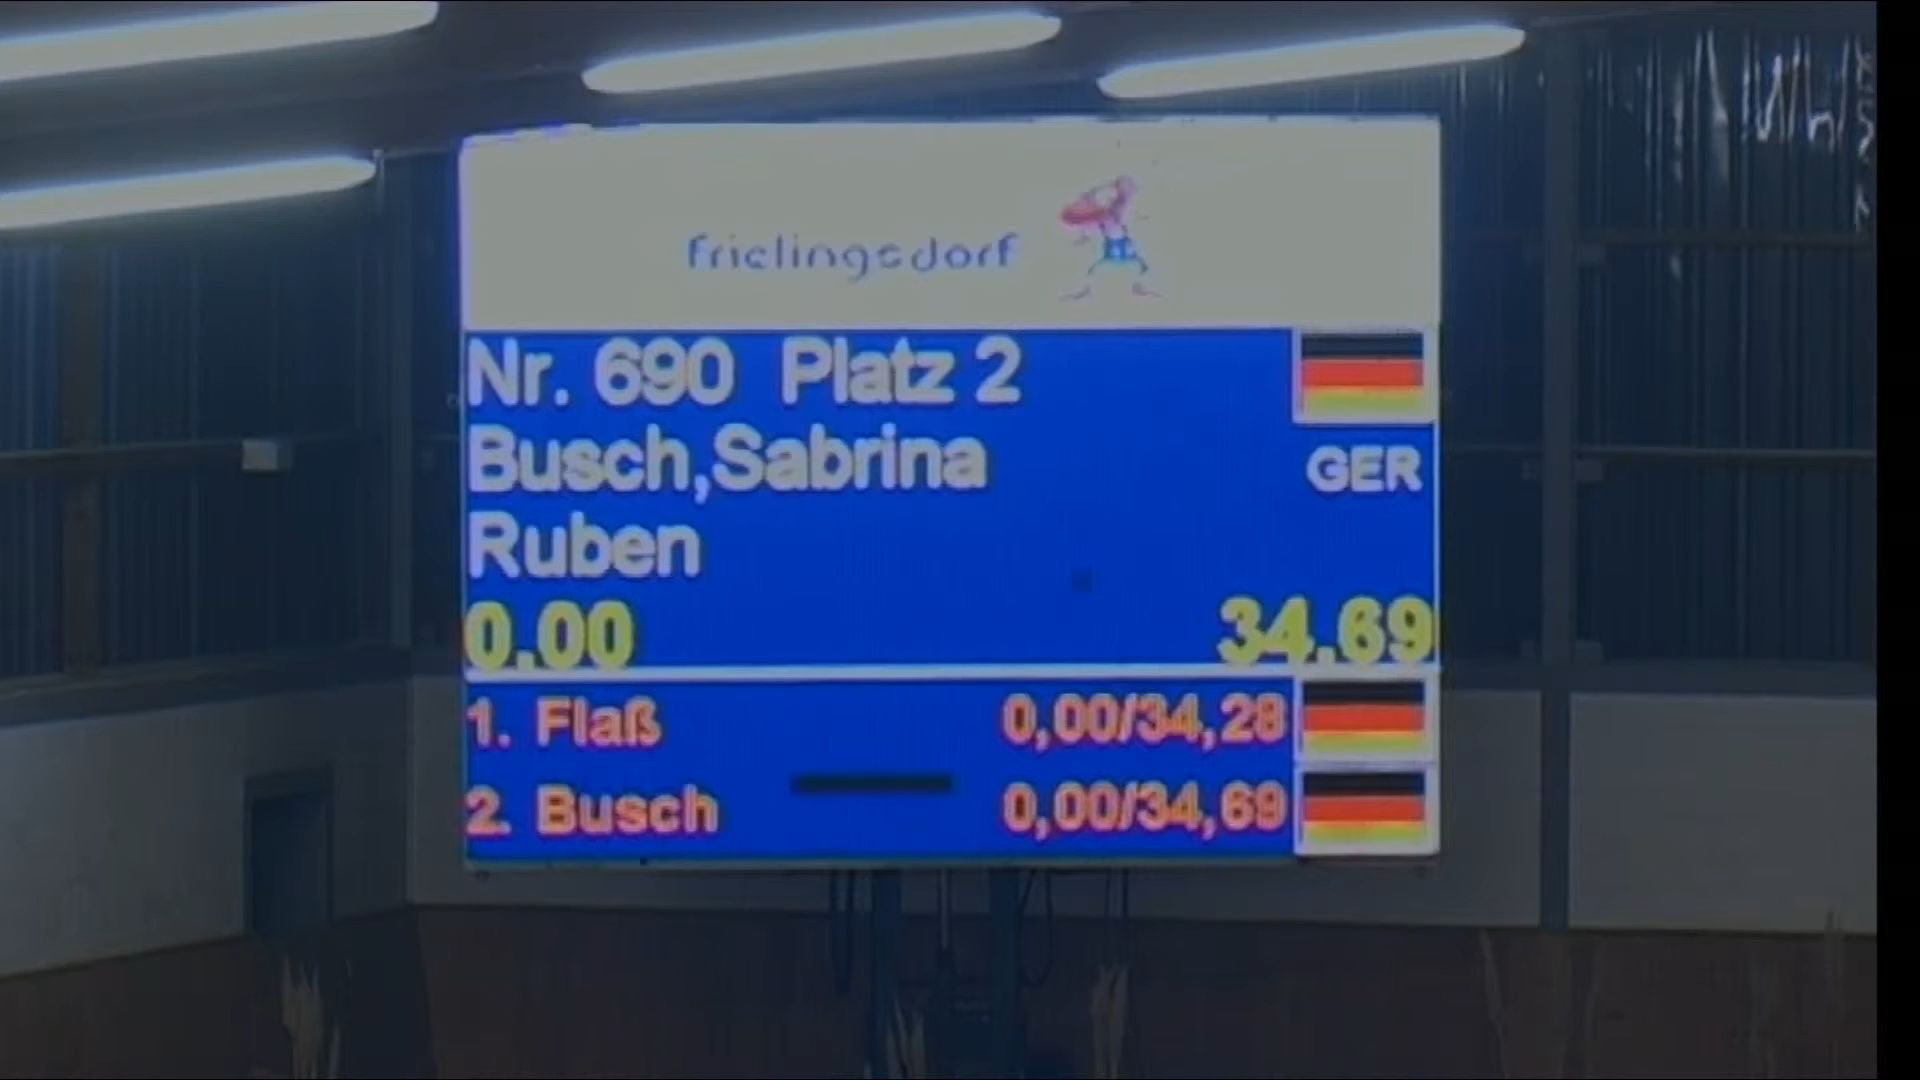 frielingsdorf
Nr. 690 Platz 2
Busch,Sabrina GER
Ruben
0.00 34.69
1. Flaß 0,00/34,28
2. Busch 0,00/34,69